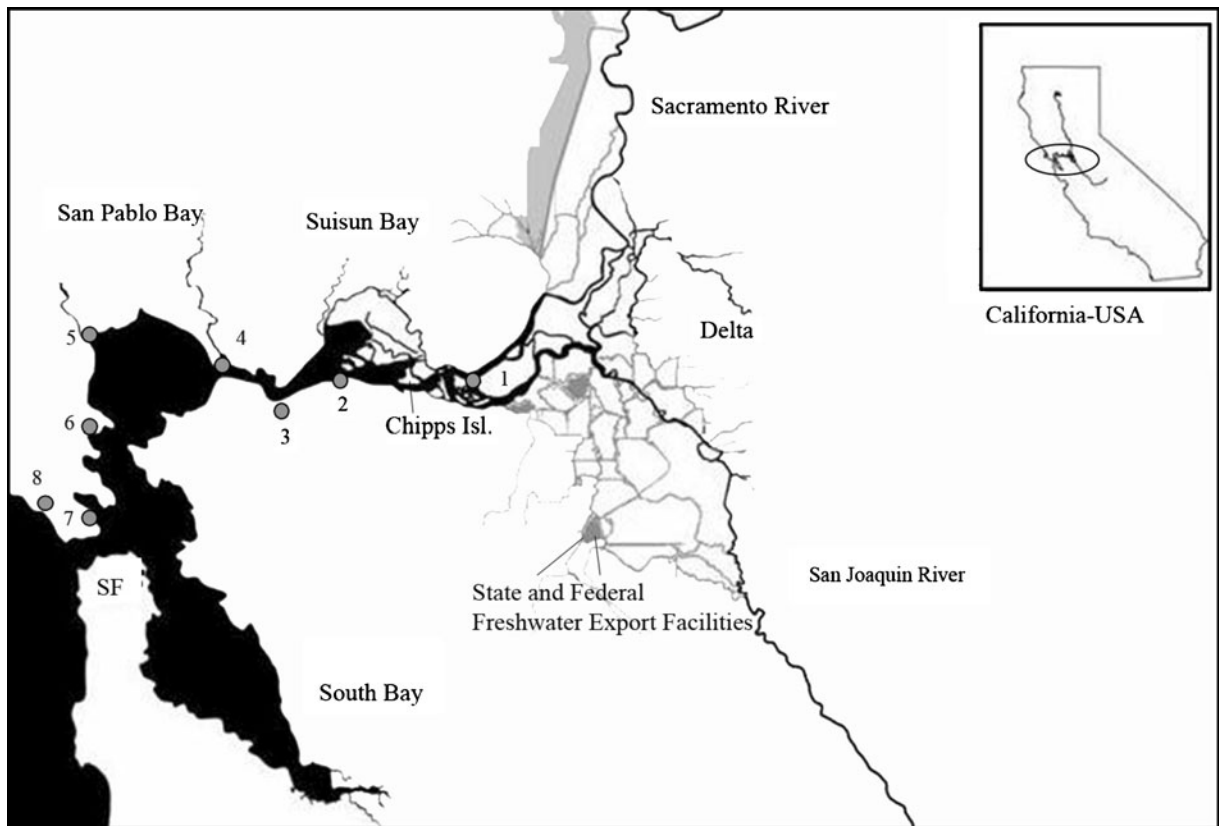 Sacramento River
San Pablo Bay
Suisun Bay
California-USA
Delta
5
4
1
2
Chipps Isl.
3
6
8
7
State and Federal
Freshwater Export Facilities
San Joaquin River
SF
South Bay